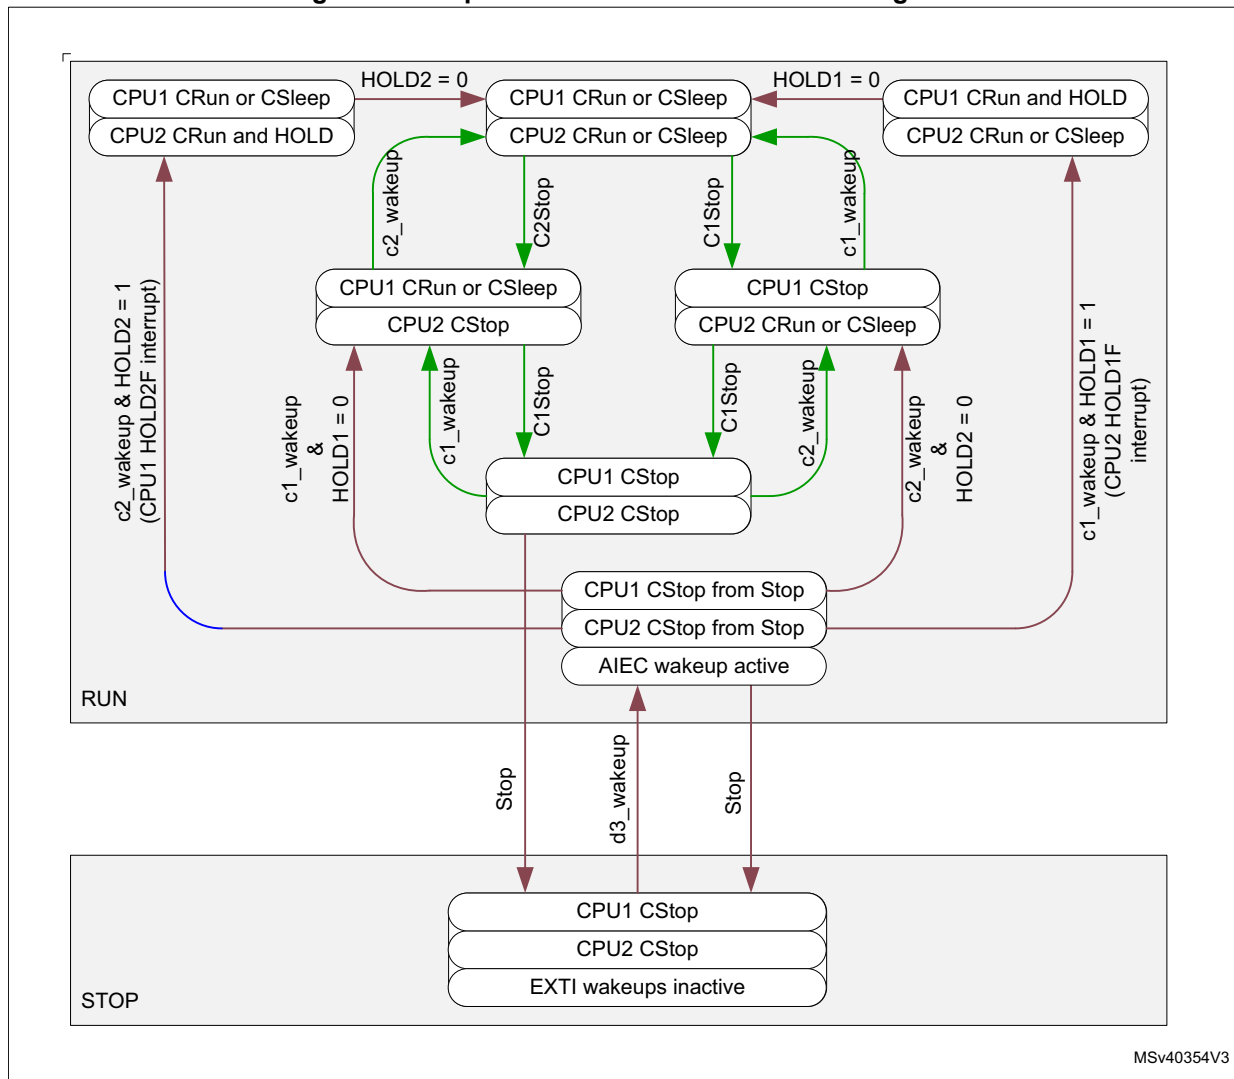 HOLD2 = 0
HOLD1 = 0
CPU1 CRun or CSleep
CPU2 CRun and HOLD
CPU1 CRun or CSleep
CPU2 CRun or CSleep
CPU1 CRun and HOLD
CPU2 CRun or CSleep
c2_wakeup
C2Stop
C1Stop
c1_wakeup
CPU1 CRun or CSleep
CPU2 CStop
CPU1 CStop
CPU2 CRun or CSleep
c2_wakeup & HOLD2 = 1
(CPU1 HOLD2F interrupt)
c1_wakeup
&
HOLD1 = 0
c1_wakeup
C1Stop
C1Stop
c2_wakeup
c2_wakeup
&
HOLD2 = 0
c1_wakeup & HOLD1 = 1
(CPU2 HOLD1F
interrupt)
CPU1 CStop
CPU2 CStop
CPU1 CStop from Stop
CPU2 CStop from Stop
AIEC wakeup active
RUN
Stop
d3_wakeup
Stop
CPU1 CStop
CPU2 CStop
EXTI wakeups inactive
STOP
MSv40354V3